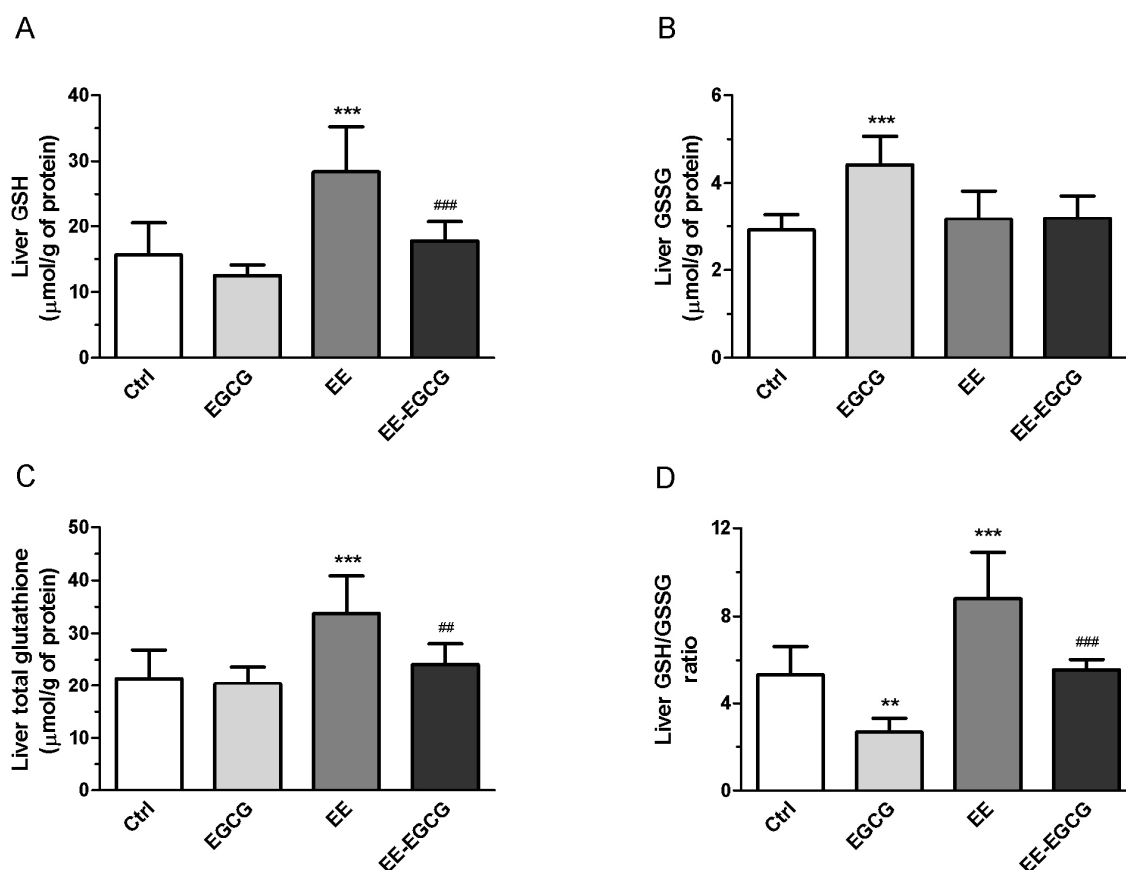 A
Liver GSH
(µmol/g of protein)
40
30
20
10
0
***
###
Ctrl
EGCG
EE
EE-EGCG
B
Liver GSSG
(µmol/g of protein)
6
4
2
0
***
Ctrl
EGCG
EE
EE-EGCG
C
Liver total glutathione
(µmol/g of protein)
50
40
30
20
10
0
***
##
Ctrl
EGCG
EE
EE-EGCG
D
Liver GSH/GSSG
ratio
12
8
4
0
**
***
###
Ctrl
EGCG
EE
EE-EGCG